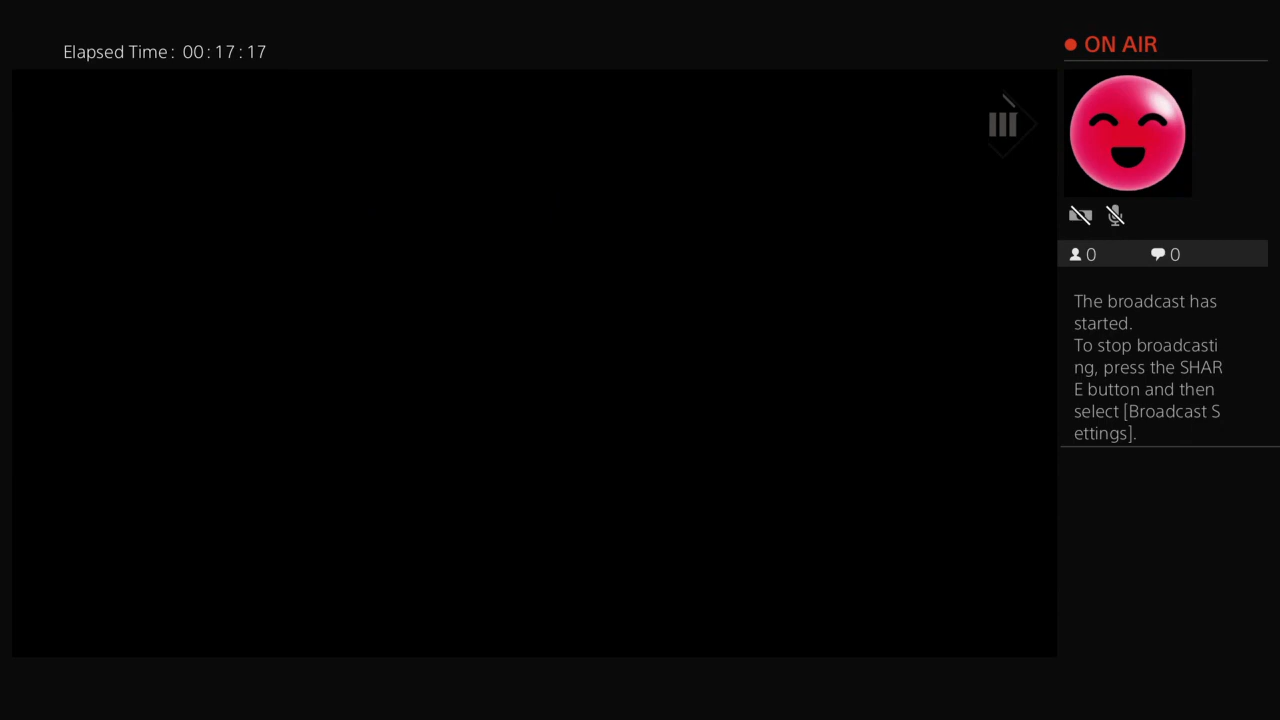 Elapsed Time: 00:17:17
ON AIR
0 0
The broadcast has
started.
To stop broadcasti
ng, press the SHAR
E button and then
select [Broadcast S
ettings].